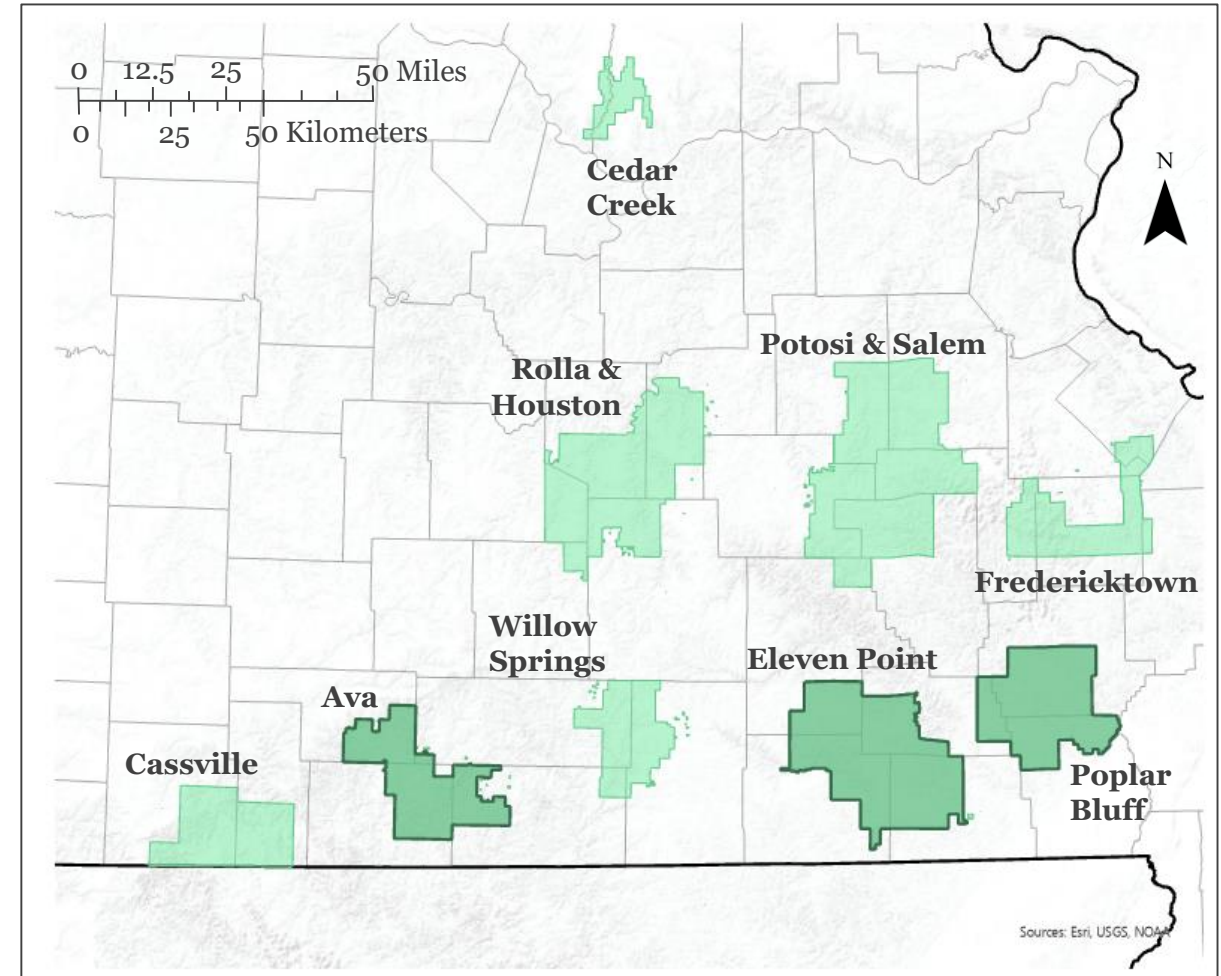 0 12.5 25 50 Miles
0 25 50 Kilometers
Cedar
Creek
N
Potosi & Salem
Rolla &
Houston
Fredericktown
Willow
Springs
Eleven Point
Ava
Cassville
Poplar
Bluff
Sources: Esri, USGS, NOAA